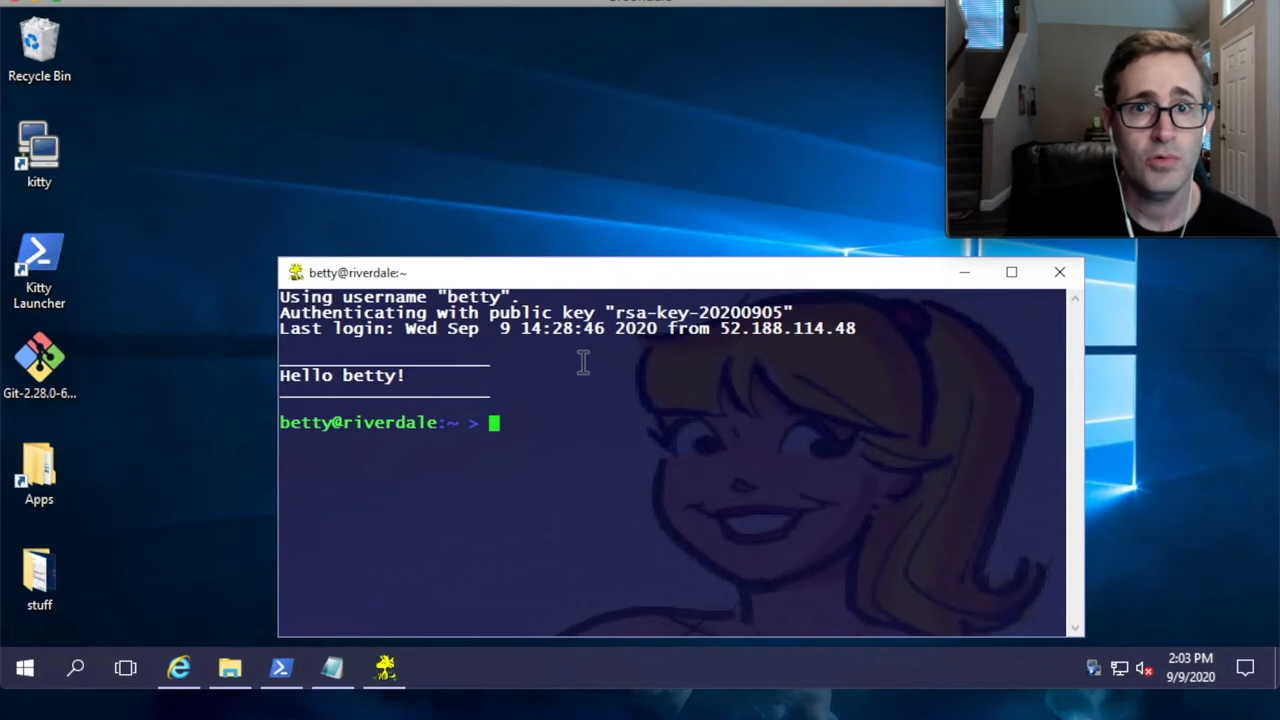 Recycle Bin
kitty
Kitty
Launcher
Git-2.28.0-6...
Apps
stuff
betty@riverdale:~
Using username "betty".
Authenticating with public key "rsa-key-20200905"
Last login: Wed Sep  9 14:28:46 2020 from 52.188.114.48
Hello betty!
betty@riverdale:~ >
2:03 PM
9/9/2020